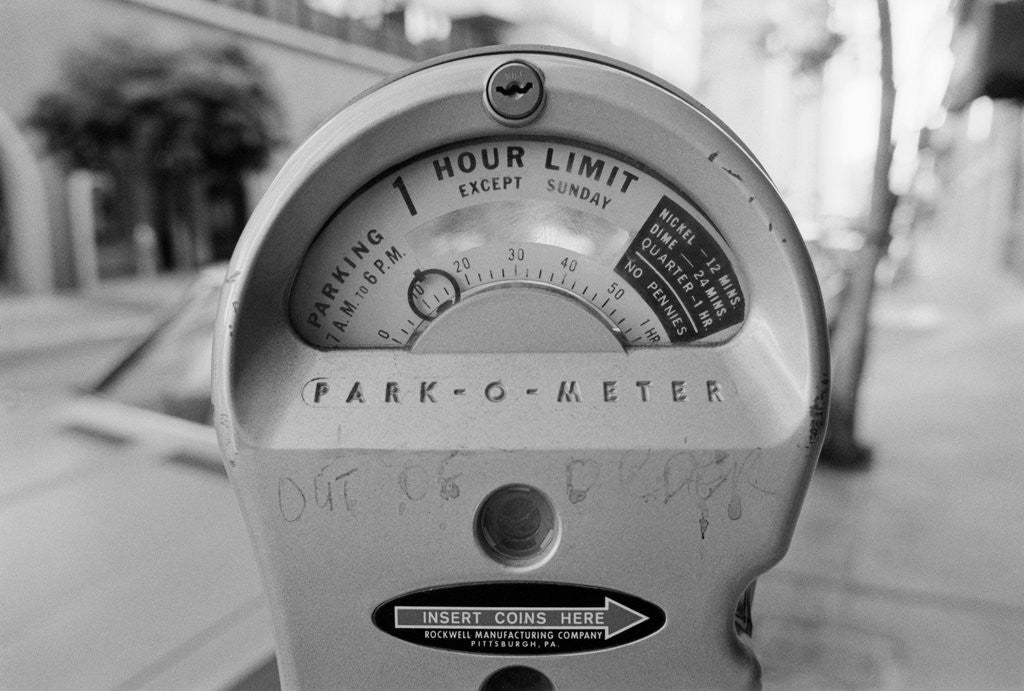 1 HOUR LIMIT
EXCEPT SUNDAY
PARKING
7 A.M. TO 6 P.M.
NICKEL - 12 MINS.
DIME - 24 MINS.
QUARTER - 1 HR.
NO PENNIES
0 10 20 30 40 50 1 HR
PARK-O-METER
OUT OF ORDER
INSERT COINS HERE
ROCKWELL MANUFACTURING COMPANY
PITTSBURGH, PA.